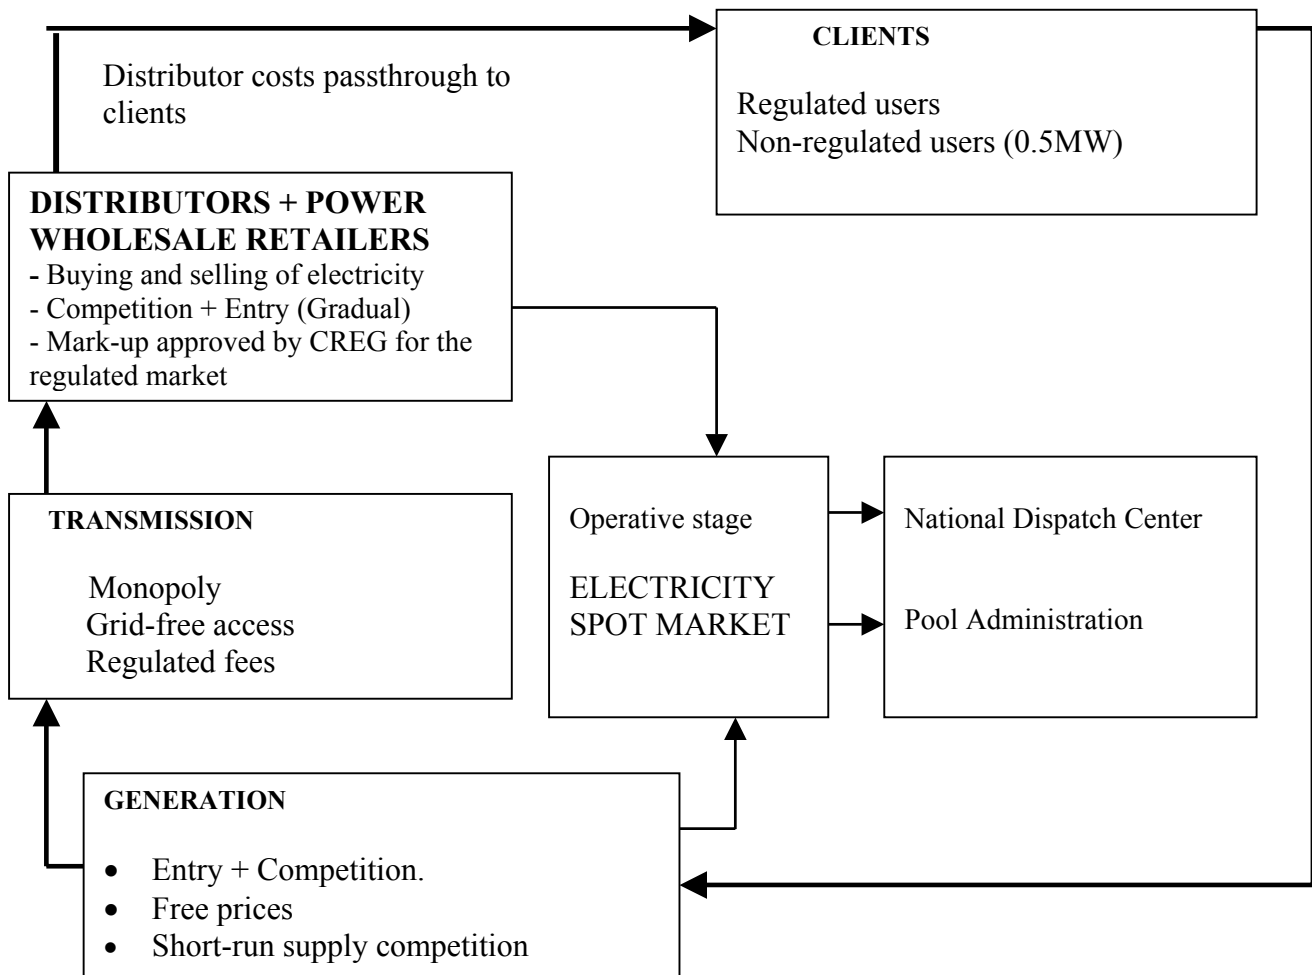 CLIENTS
Regulated users
Non-regulated users (0.5MW)
Distributor costs passthrough to
clients
DISTRIBUTORS + POWER
WHOLESALE RETAILERS
- Buying and selling of electricity
- Competition + Entry (Gradual)
- Mark-up approved by CREG for the
regulated market
TRANSMISSION
Monopoly
Grid-free access
Regulated fees
Operative stage
ELECTRICITY
SPOT MARKET
National Dispatch Center
Pool Administration
GENERATION
• Entry + Competition.
• Free prices
• Short-run supply competition